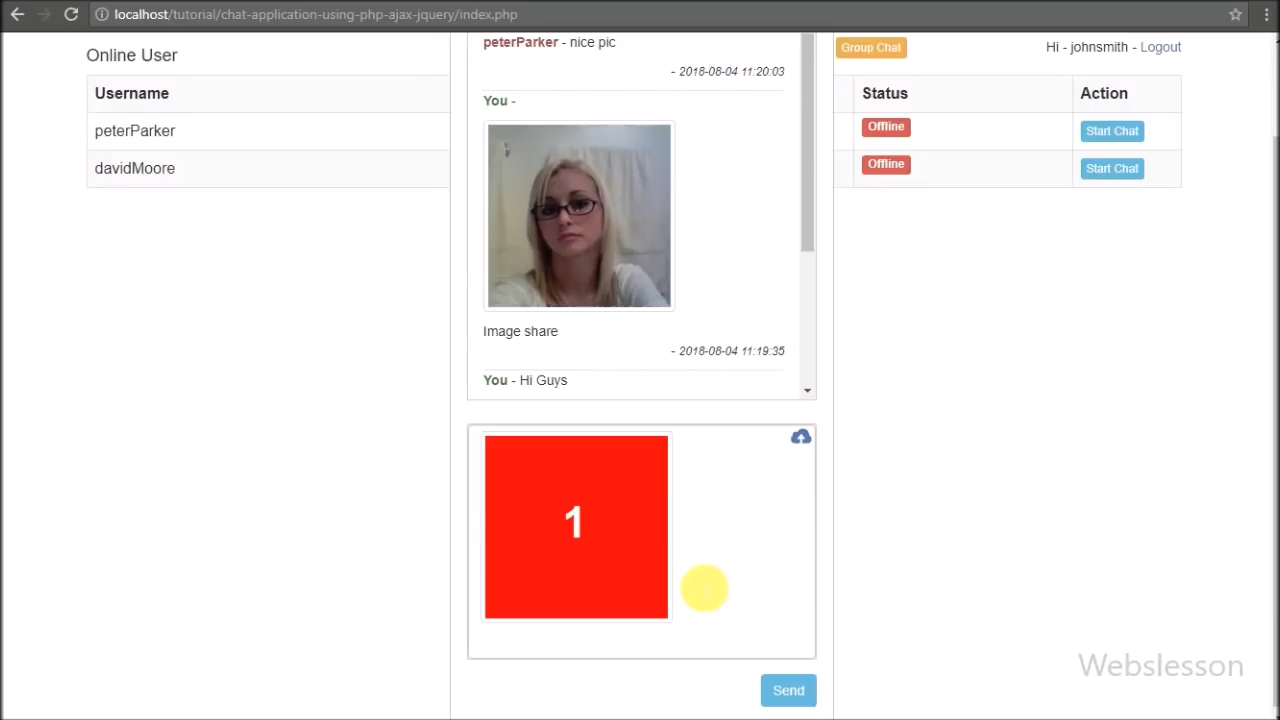 localhost/tutorial/chat-application-using-php-ajax-jquery/index.php
Online User
Group Chat
Hi - johnsmith - Logout
Username
Status
Action
peterParker
Offline
Start Chat
davidMoore
Offline
Start Chat
peterParker - nice pic
- 2018-08-04 11:20:03
You -
Image share
- 2018-08-04 11:19:35
You - Hi Guys
1
Send
Webslesson